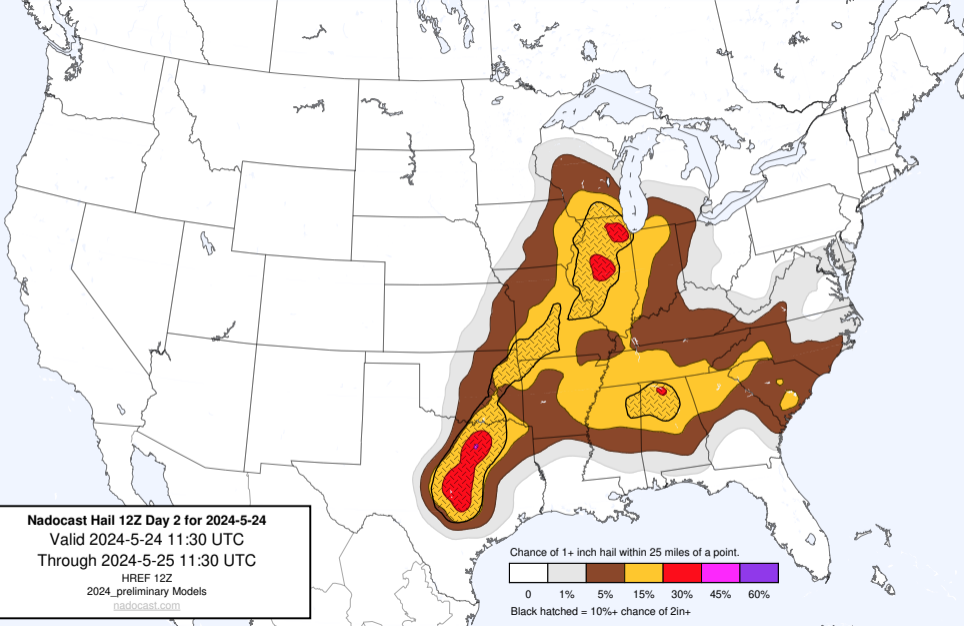 Nadocast Hail 12Z Day 2 for 2024-5-24
Valid 2024-5-24 11:30 UTC
Through 2024-5-25 11:30 UTC
HREF 12Z
2024_preliminary Models
nadocast.com
Chance of 1+ inch hail within 25 miles of a point.
0 1% 5% 15% 30% 45% 60%
Black hatched = 10%+ chance of 2in+